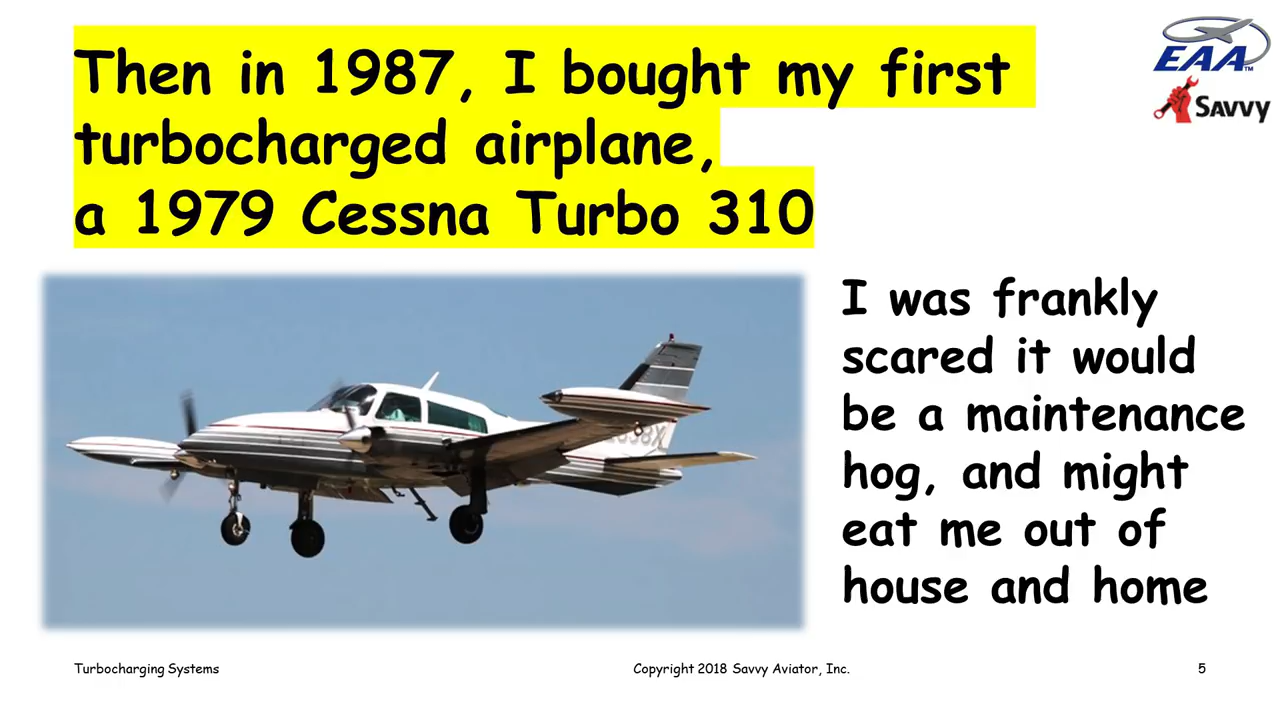 Then in 1987, I bought my first
turbocharged airplane,
a 1979 Cessna Turbo 310
EAA
TM
Savvy
I was frankly
scared it would
be a maintenance
hog, and might
eat me out of
house and home
Turbocharging Systems
Copyright 2018 Savvy Aviator, Inc.
5